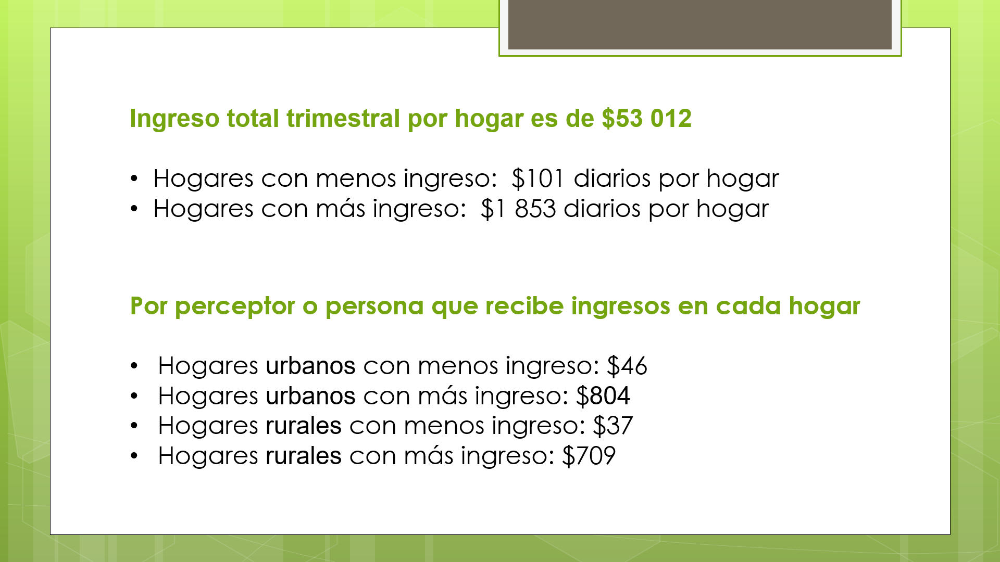 Ingreso total trimestral por hogar es de $53 012
• Hogares con menos ingreso:  $101 diarios por hogar
• Hogares con más ingreso:  $1 853 diarios por hogar
Por perceptor o persona que recibe ingresos en cada hogar
• Hogares urbanos con menos ingreso: $46
• Hogares urbanos con más ingreso: $804
• Hogares rurales con menos ingreso: $37
• Hogares rurales con más ingreso: $709